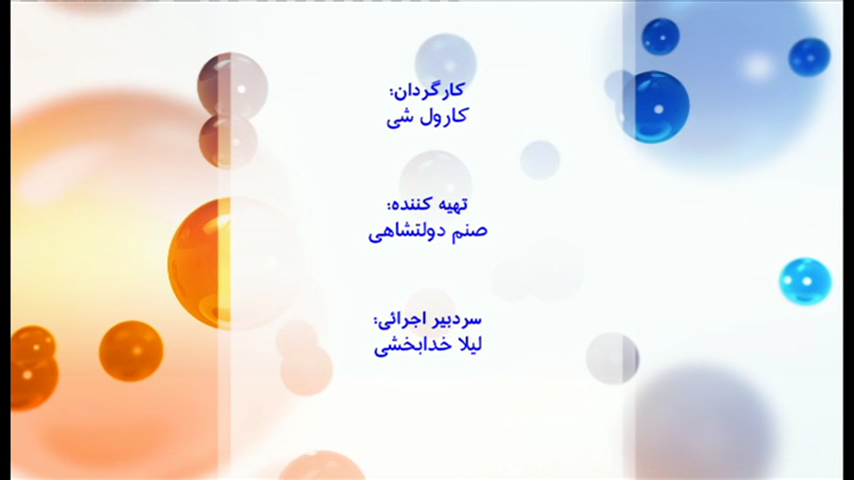 کارگردان:
کارول شی
تهیه کننده:
صنم دولتشاهی
سردبیر اجرائی:
لیلا خدابخشی